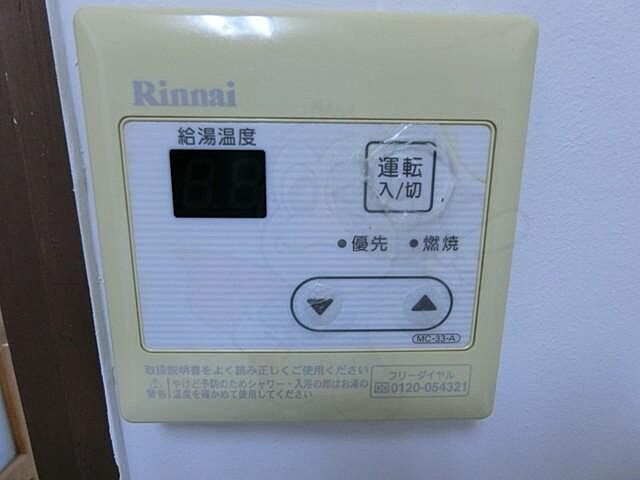 Rinnai
給湯温度
運転
入/切
優先 燃焼
▼ ▲
MC-33-A
取扱説明書をよく読み正しくご使用ください
警告 やけど予防のためシャワー・入浴の際はお湯の
温度を確かめて使用してください
フリーダイヤル
0120-054321